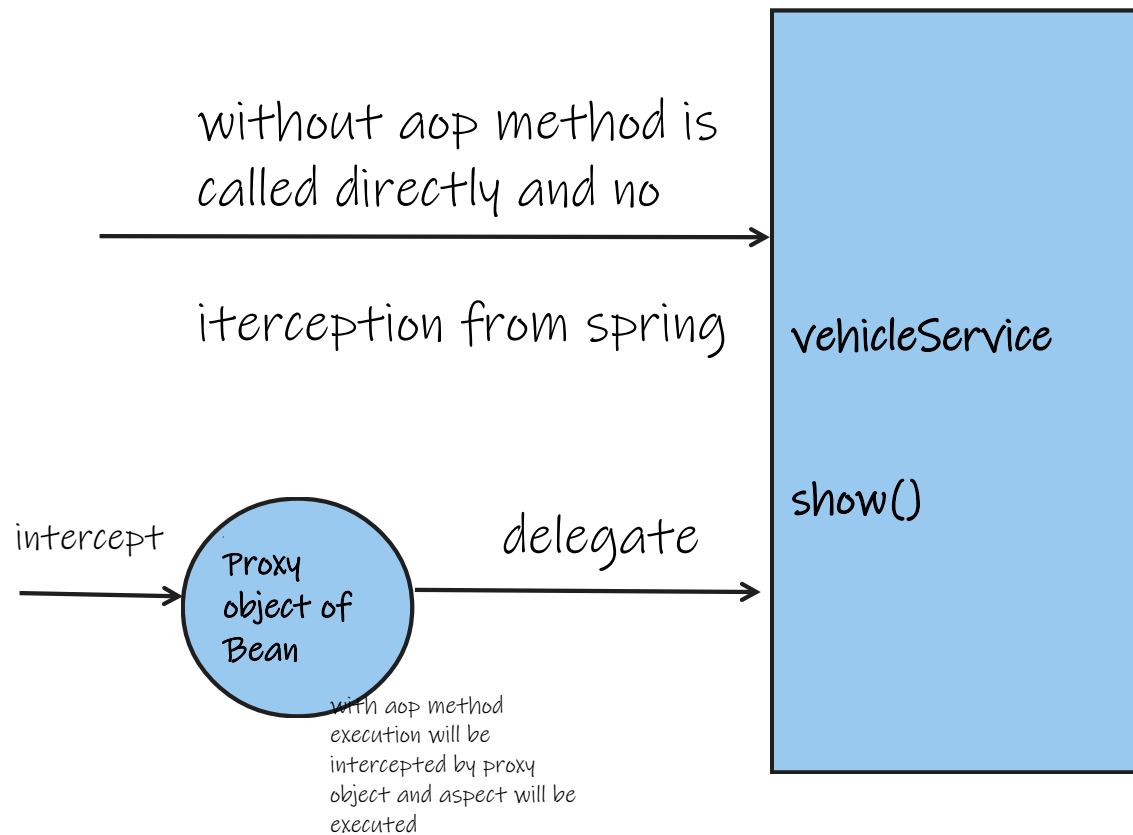 without aop method is
called directly and no
iterception from spring
vehicleService
show()
intercept
Proxy
object of
Bean
delegate
with aop method
execution will be
intercepted by proxy
object and aspect will be
executed